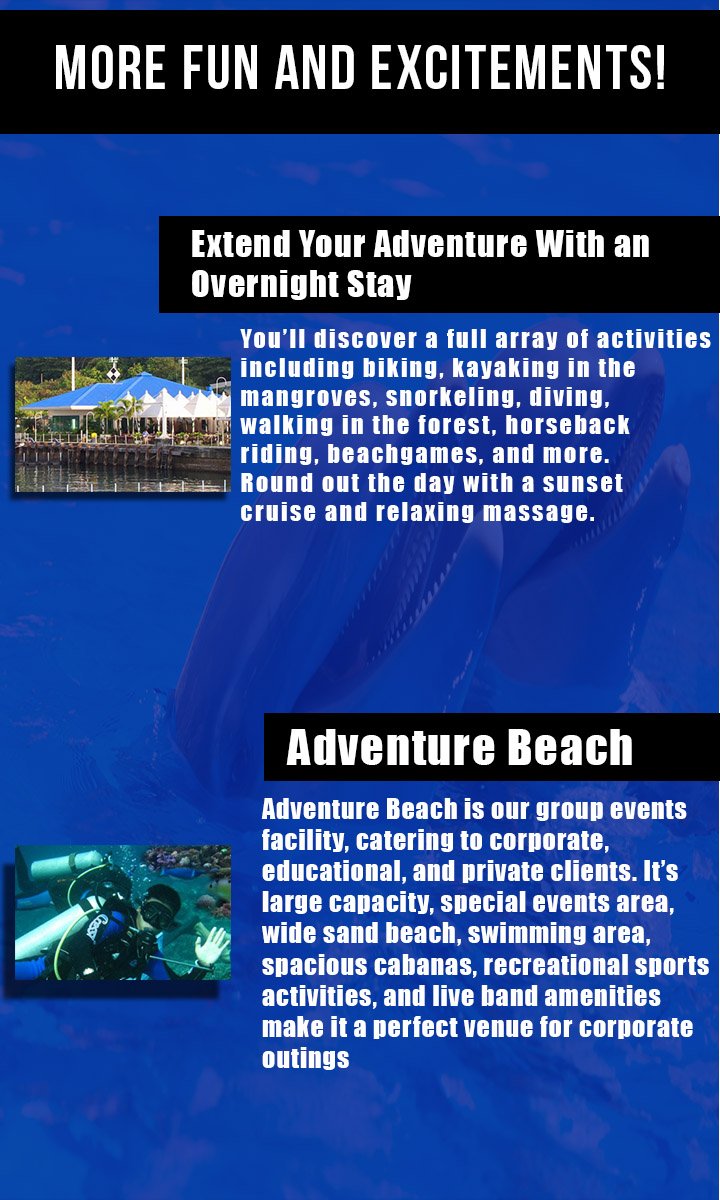 MORE FUN AND EXCITEMENTS!
Extend Your Adventure With an
Overnight Stay
You’ll discover a full array of activities
including biking, kayaking in the
mangroves, snorkeling, diving,
walking in the forest, horseback
riding, beachgames, and more.
Round out the day with a sunset
cruise and relaxing massage.
Adventure Beach
Adventure Beach is our group events
facility, catering to corporate,
educational, and private clients. It’s
large capacity, special events area,
wide sand beach, swimming area,
spacious cabanas, recreational sports
activities, and live band amenities
make it a perfect venue for corporate
outings